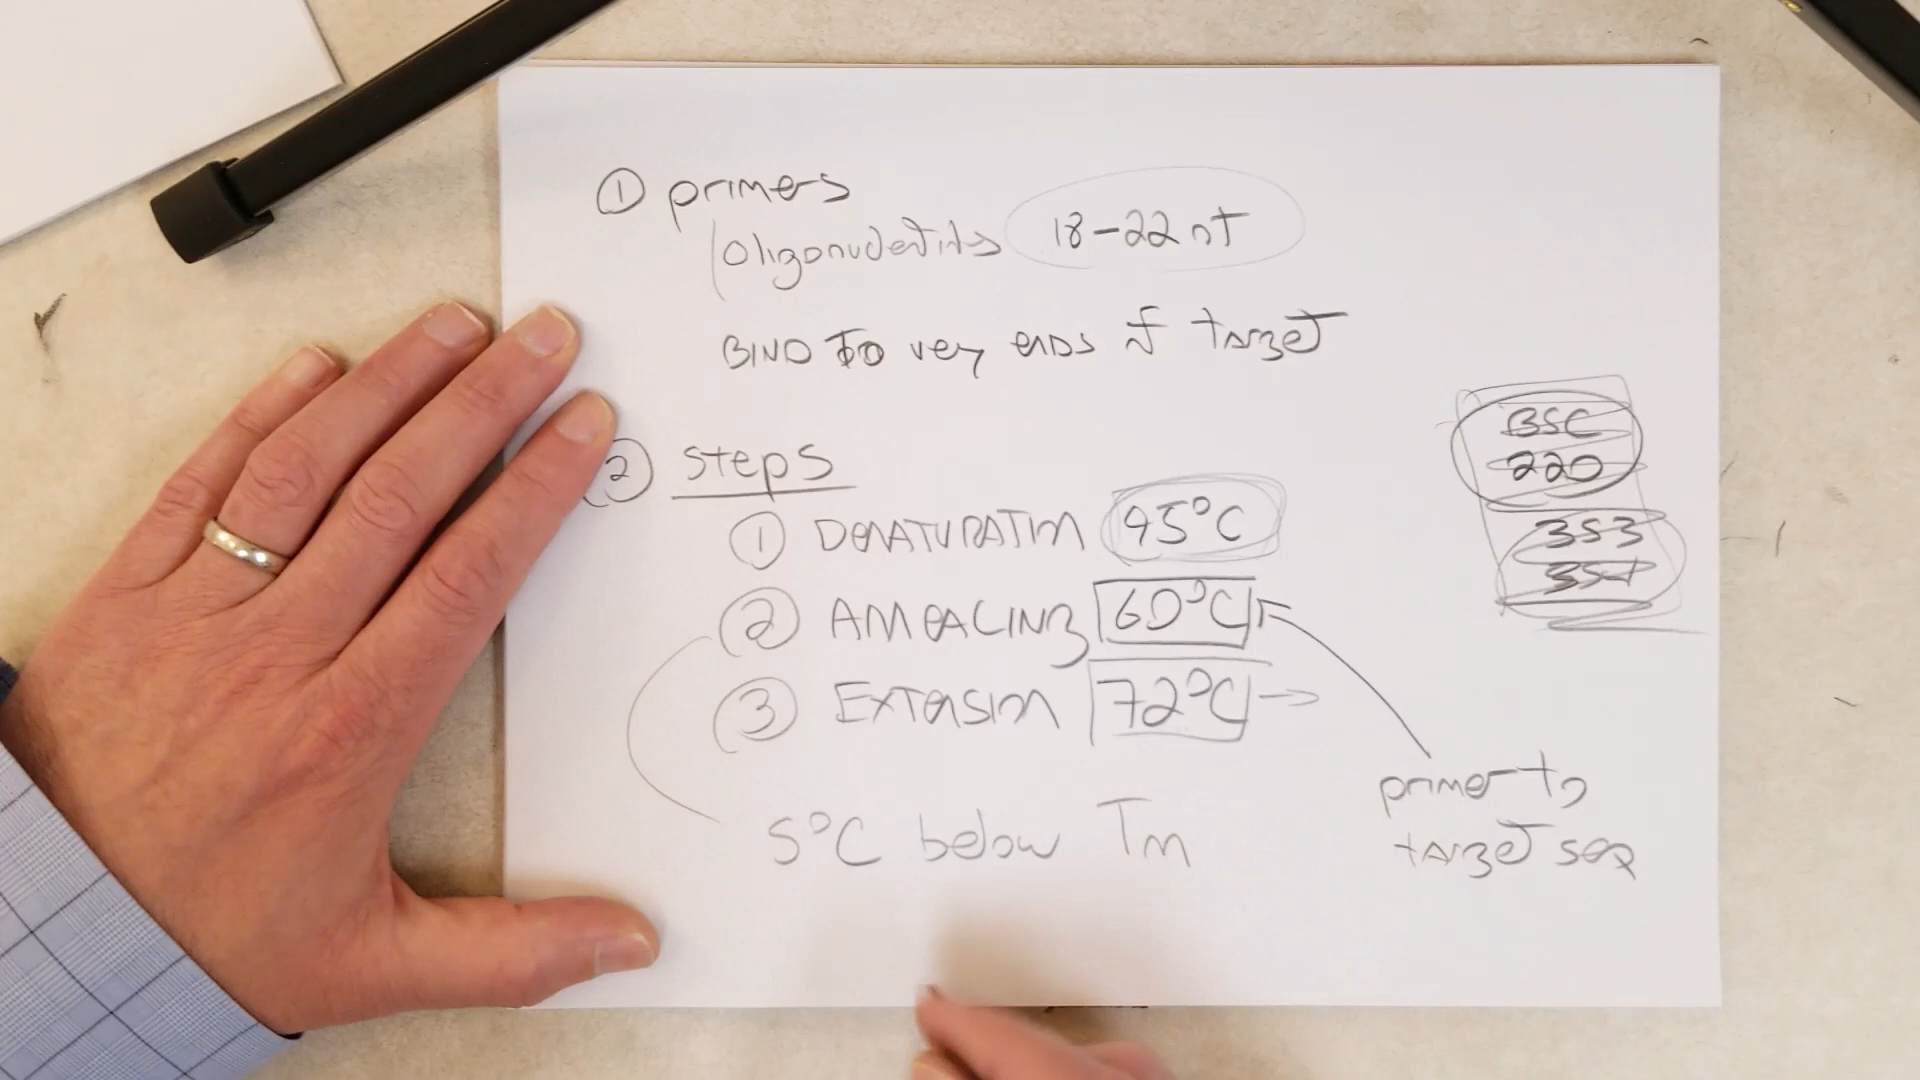 ① primers
oligonucleotides 18-22 nt
BIND to very ends of target
② steps
① DENATURATION 95°C
② ANNEALING 60°C
③ EXTENSION 72°C
5°C below Tm
primer to
target seq
BSC
220
353
354